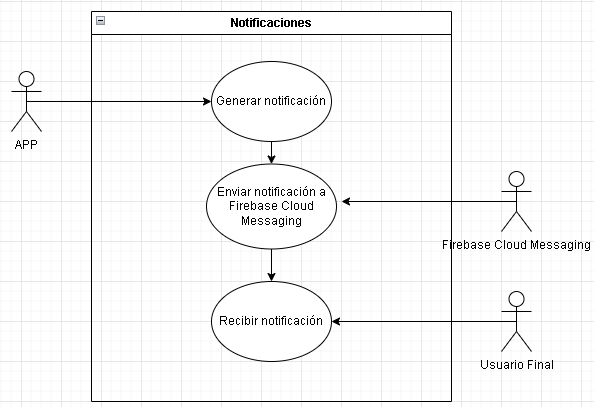 Notificaciones
Generar notificación
APP
Enviar notificación a
Firebase Cloud
Messaging
Firebase Cloud Messaging
Recibir notificación
Usuario Final